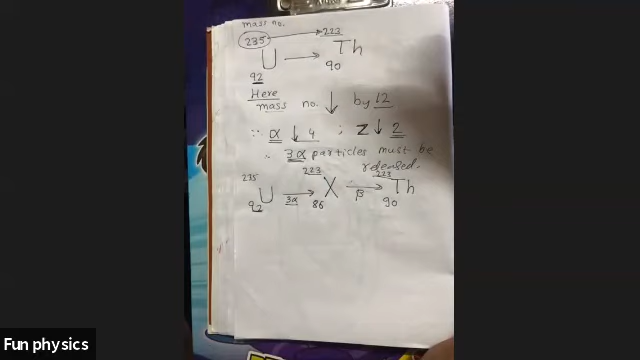 mass no.
235 → 223
U → Th
92 90
Here
mass no. ↓ by 12
∴ α ↓ 4 ; Z ↓ 2
∴ 3α particles must be
released.
235 223 223
U → X → Th
92 3α 86 β 90
Fun physics